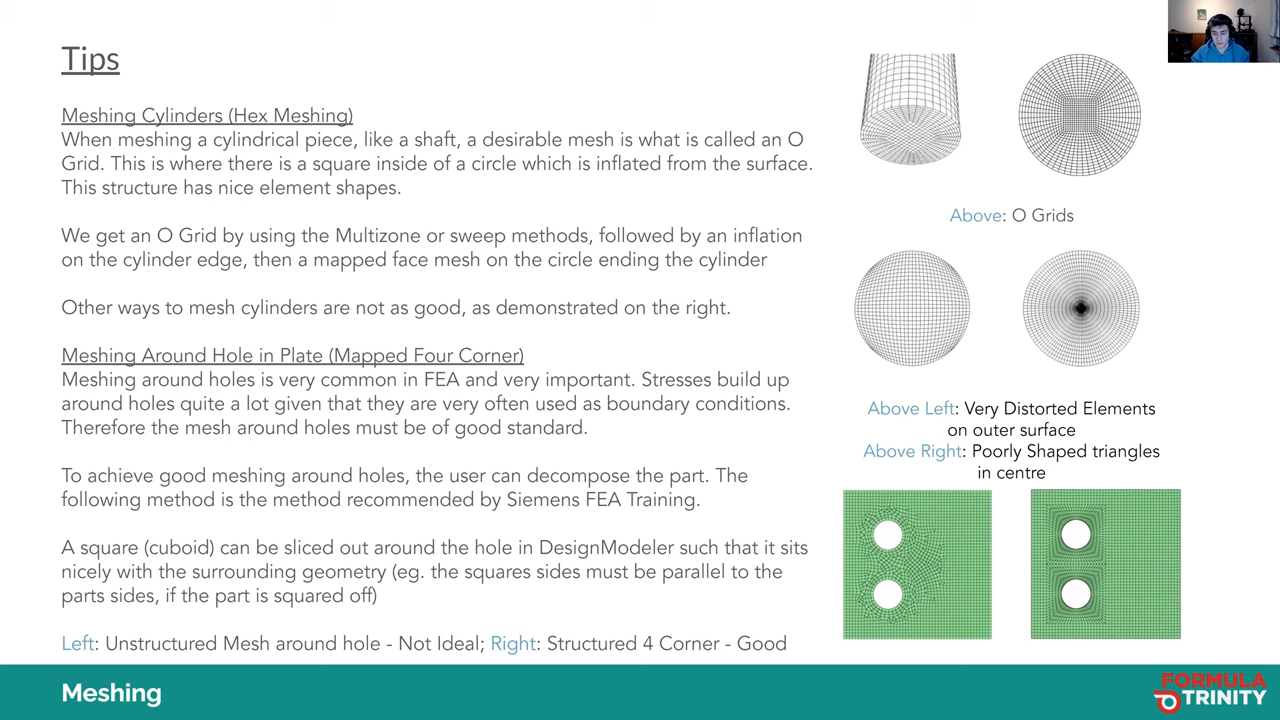 Tips
Meshing Cylinders (Hex Meshing)
When meshing a cylindrical piece, like a shaft, a desirable mesh is what is called an O
Grid. This is where there is a square inside of a circle which is inflated from the surface.
This structure has nice element shapes.
We get an O Grid by using the Multizone or sweep methods, followed by an inflation
on the cylinder edge, then a mapped face mesh on the circle ending the cylinder
Other ways to mesh cylinders are not as good, as demonstrated on the right.
Meshing Around Hole in Plate (Mapped Four Corner)
Meshing around holes is very common in FEA and very important. Stresses build up
around holes quite a lot given that they are very often used as boundary conditions.
Therefore the mesh around holes must be of good standard.
To achieve good meshing around holes, the user can decompose the part. The
following method is the method recommended by Siemens FEA Training.
A square (cuboid) can be sliced out around the hole in DesignModeler such that it sits
nicely with the surrounding geometry (eg. the squares sides must be parallel to the
parts sides, if the part is squared off)
Left: Unstructured Mesh around hole - Not Ideal; Right: Structured 4 Corner - Good
Above: O Grids
Above Left: Very Distorted Elements
on outer surface
Above Right: Poorly Shaped triangles
in centre
Meshing
FORMULA
TRINITY